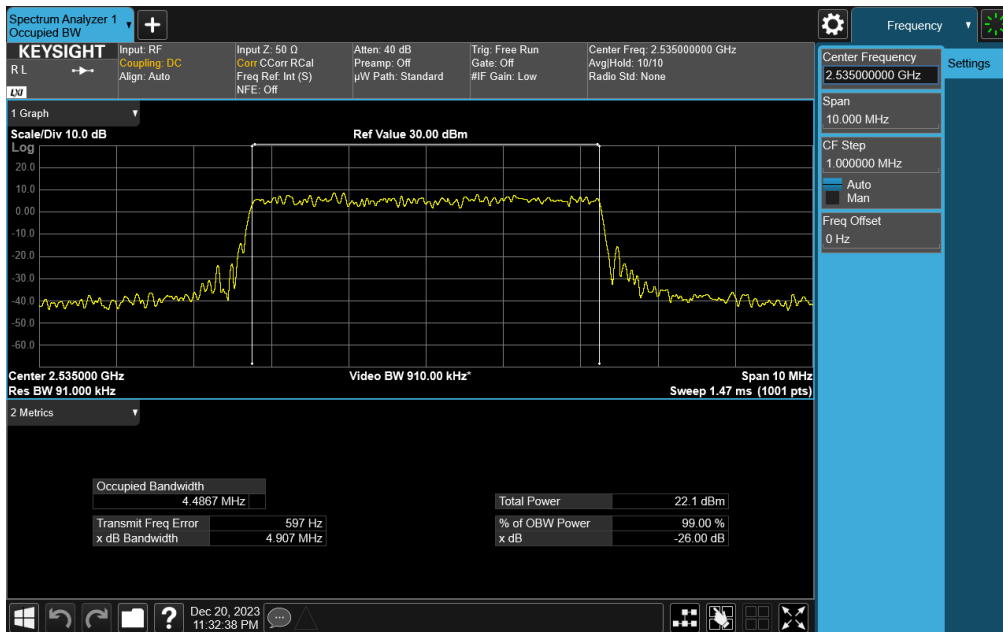 Spectrum Analyzer 1
Occupied BW
Frequency
KEYSIGHT
R L
LXI
Input: RF
Coupling: DC
Align: Auto
Input Z: 50 Ω
Corr CCorr RCal
Freq Ref: Int (S)
NFE: Off
Atten: 40 dB
Preamp: Off
µW Path: Standard
Trig: Free Run
Gate: Off
#IF Gain: Low
Center Freq: 2.535000000 GHz
Avg|Hold: 10/10
Radio Std: None
Center Frequency
2.535000000 GHz
Settings
Span
10.000 MHz
CF Step
1.000000 MHz
Auto
Man
Freq Offset
0 Hz
1 Graph
Scale/Div 10.0 dB
Ref Value 30.00 dBm
Log
20.0
10.0
0.00
-10.0
-20.0
-30.0
-40.0
-50.0
-60.0
Center 2.535000 GHz
Video BW 910.00 kHz*
Span 10 MHz
Res BW 91.000 kHz
Sweep 1.47 ms (1001 pts)
2 Metrics
Occupied Bandwidth
4.4867 MHz
Total Power 22.1 dBm
Transmit Freq Error 597 Hz
% of OBW Power 99.00 %
x dB Bandwidth 4.907 MHz
x dB -26.00 dB
?
Dec 20, 2023
11:32:38 PM